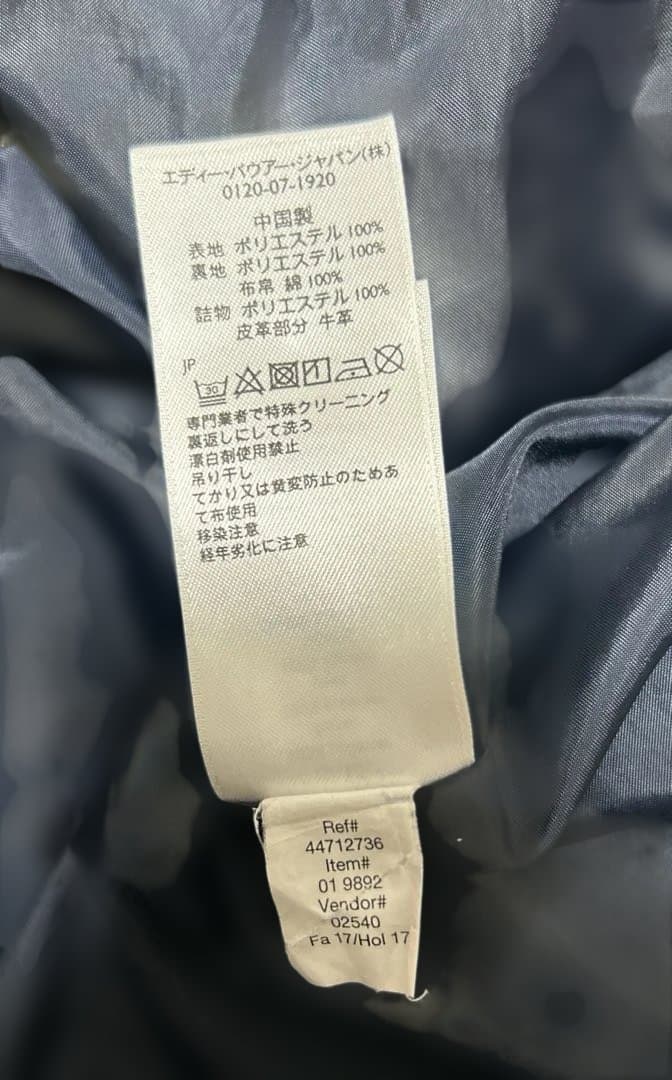 エディー・バウアー・ジャパン(株)
0120-07-1920
中国製
表地 ポリエステル 100%
裏地 ポリエステル 100%
布帛 綿 100%
詰物 ポリエステル 100%
皮革部分 牛革
JP
30
専門業者で特殊クリーニング
裏返しにして洗う
漂白剤使用禁止
吊り干し
てかり又は貧変防止のためあ
て布使用
移染注意
経年劣化に注意
Ref#
44712736
Item#
01 9892
Vendor#
02540
Fa 17/Hol 17